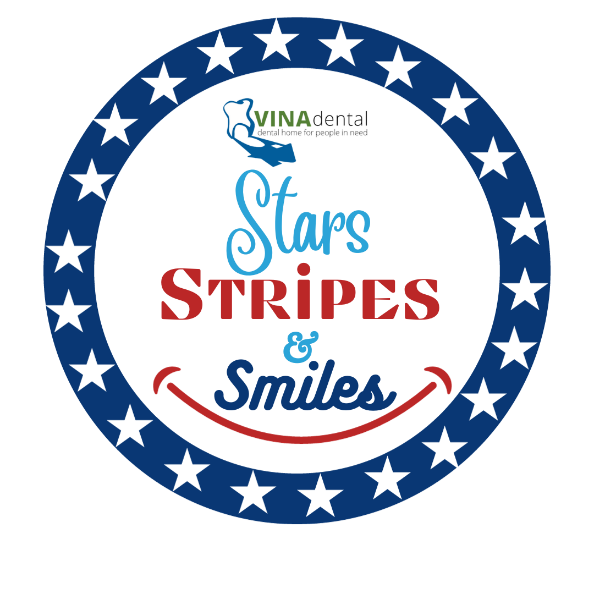 VINAdental
dental home for people in need
Stars
STRiPES
&
Smiles